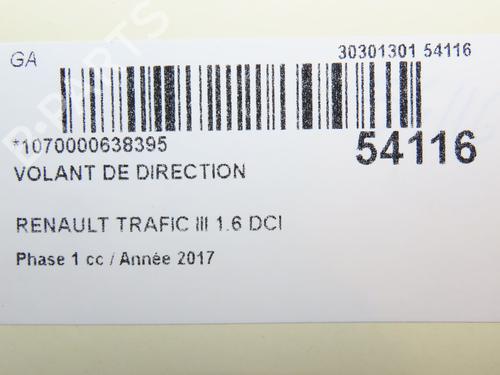 GA
30301301 54116
*1070000638395
54116
VOLANT DE DIRECTION
RENAULT TRAFIC III 1.6 DCI
Phase 1 cc / Année 2017
B-PARTS